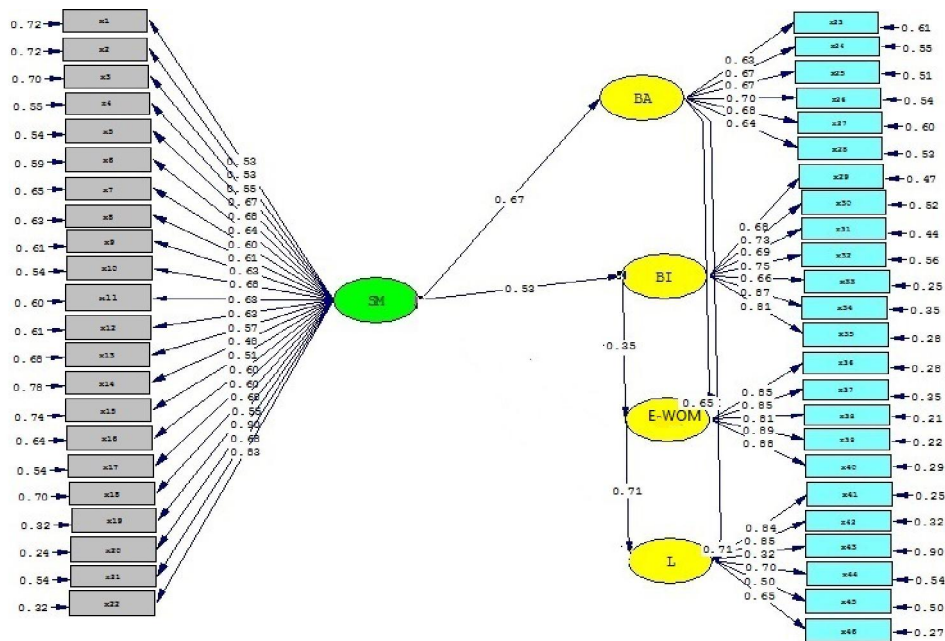 0.72 x1
0.72 x2
0.70 x3
0.55 x4
0.54 x5
0.59 x6
0.65 x7
0.63 x8
0.61 x9
0.54 x10
0.60 x11
0.61 x12
0.68 x13
0.78 x14
0.74 x15
0.64 x16
0.54 x17
0.70 x18
0.32 x19
0.24 x20
0.54 x21
0.32 x22
0.53
0.53
0.55
0.67
0.68
0.64
0.60
0.61
0.63
0.68
0.63
0.63
0.57
0.48
0.51
0.60
0.60
0.55
0.83
SM
0.67
0.53
BA
BI
0.35
E-WOM
0.71
L
0.65
0.71
0.63
0.67
0.67
0.70
0.68
0.64
0.68
0.73
0.69
0.75
0.66
0.87
0.81
0.85
0.85
0.81
0.89
0.88
0.84
0.85
0.32
0.70
0.50
0.65
x23 0.61
x24 0.55
x25 0.51
x26 0.54
x27 0.60
x28 0.53
x29 0.47
x30 0.52
x31 0.44
x32 0.56
x33 0.25
x34 0.35
x35 0.28
x36 0.28
x37 0.35
x38 0.21
x39 0.22
x40 0.29
x41 0.25
x42 0.32
x43 0.90
x44 0.54
x45 0.50
x46 0.27